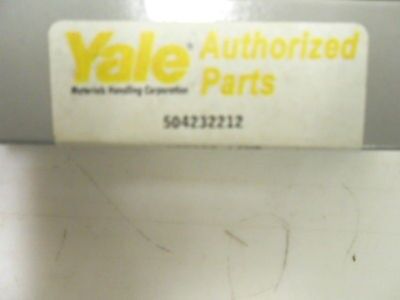 Yale Authorized
Materials Handling Corporation Parts
504232212